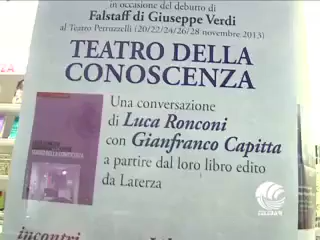 in occasione del debutto di
Falstaff di Giuseppe Verdi
al Teatro Petruzzelli (20/22/24/26/28 novembre 2013)
TEATRO DELLA
CONOSCENZA
Una conversazione
di Luca Ronconi
con Gianfranco Capitta
a partire dal loro libro edito
da Laterza
incontri